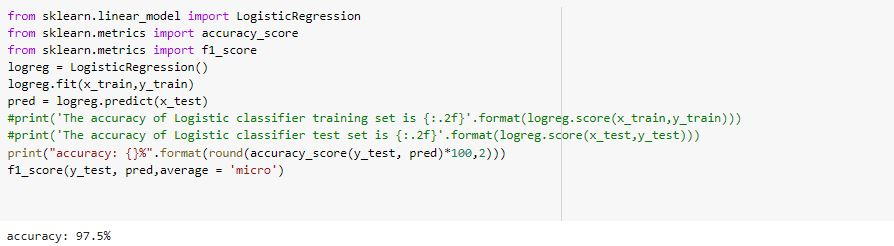 from sklearn.linear_model import LogisticRegression
from sklearn.metrics import accuracy_score
from sklearn.metrics import f1_score
logreg = LogisticRegression()
logreg.fit(x_train,y_train)
pred = logreg.predict(x_test)
#print('The accuracy of Logistic classifier training set is {:.2f}'.format(logreg.score(x_train,y_train)))
#print('The accuracy of Logistic classifier test set is {:.2f}'.format(logreg.score(x_test,y_test)))
print("accuracy: {}%".format(round(accuracy_score(y_test, pred)*100,2)))
f1_score(y_test, pred,average = 'micro')
accuracy: 97.5%